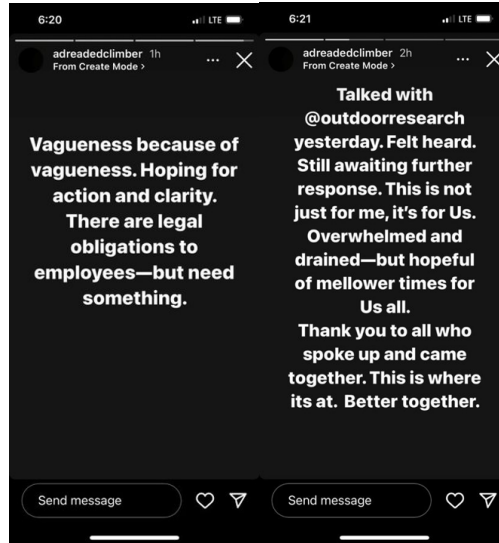 6:20
LTE
adreadedclimber 1h
From Create Mode >
Vagueness because of
vagueness. Hoping for
action and clarity.
There are legal
obligations to
employees—but need
something.
Send message
6:21
LTE
adreadedclimber 2h
From Create Mode >
Talked with
@outdoorresearch
yesterday. Felt heard.
Still awaiting further
response. This is not
just for me, it's for Us.
Overwhelmed and
drained—but hopeful
of mellower times for
Us all.
Thank you to all who
spoke up and came
together. This is where
its at. Better together.
Send message